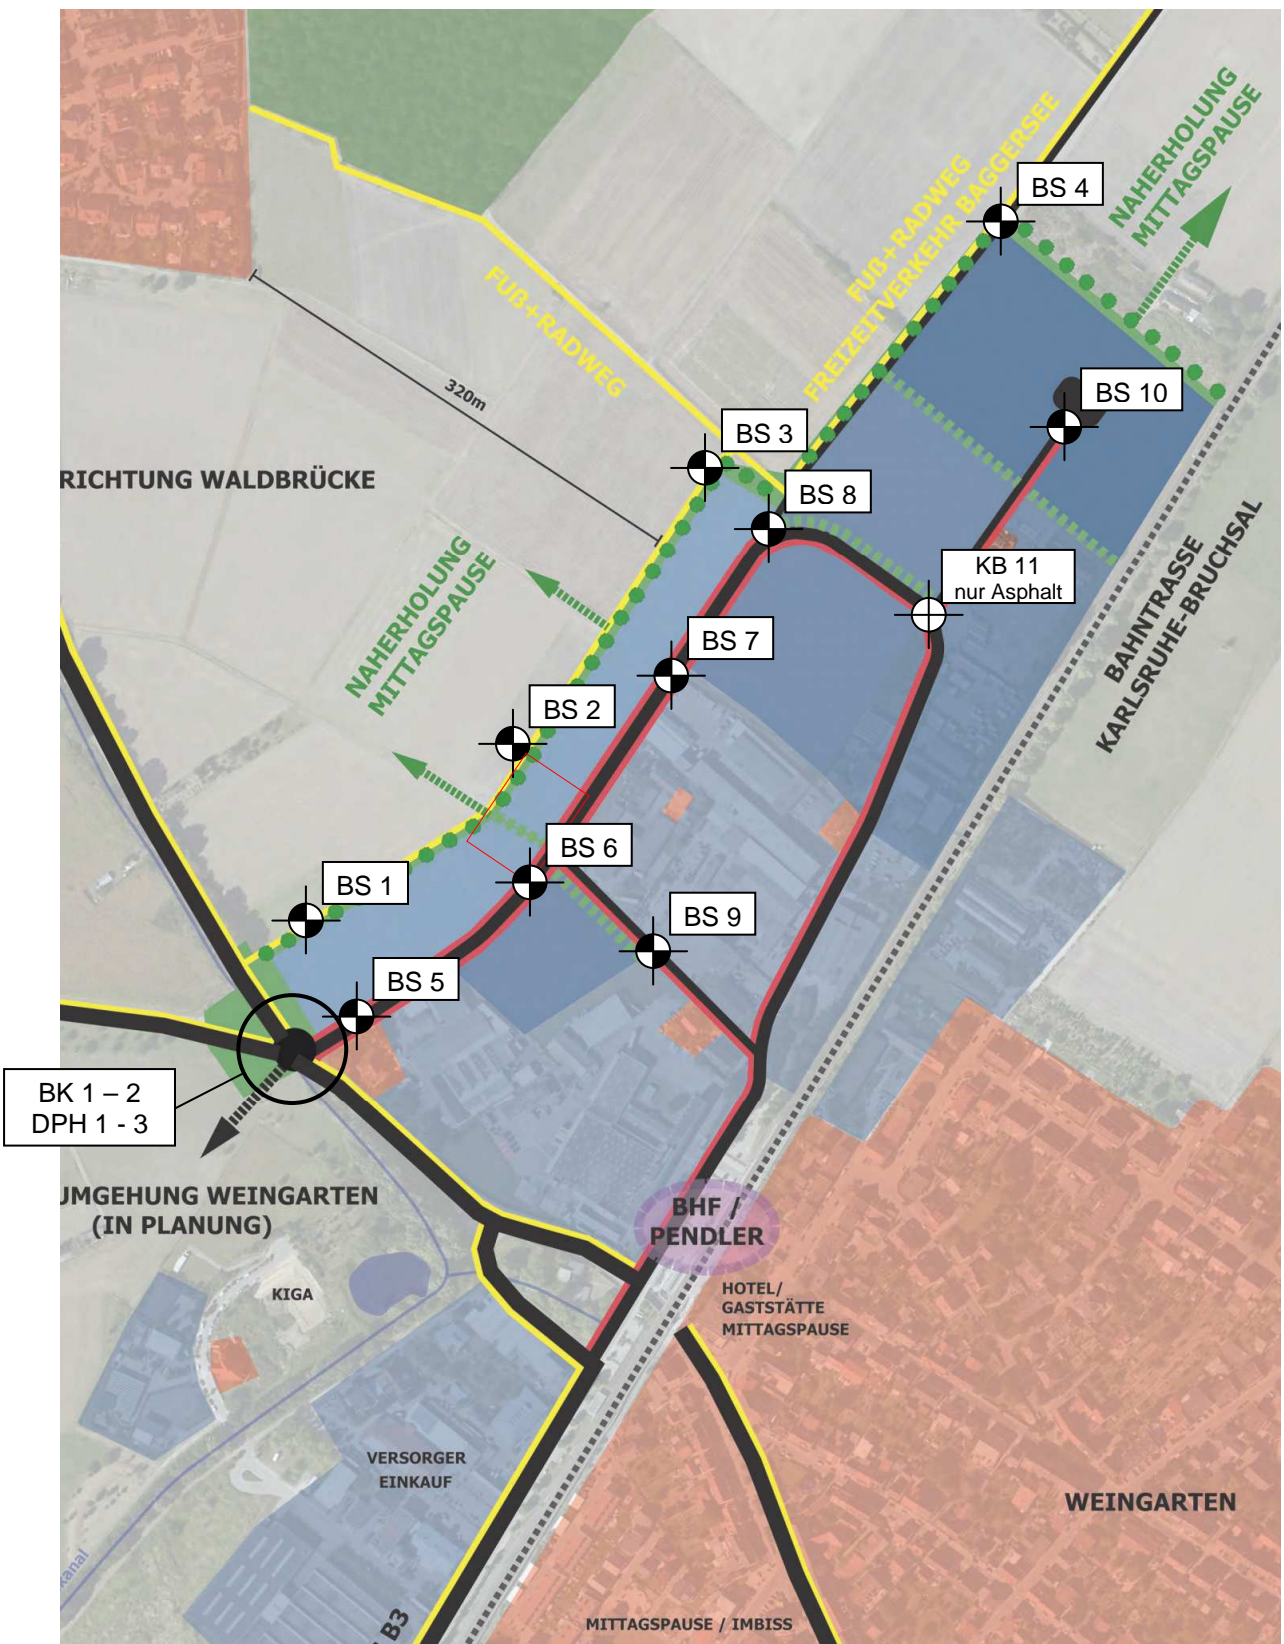 NAHERHOLUNG
MITTAGSPAUSE
BS 4
FUß+RADWEG
FREIZEITVERKEHR BAGGERSEE
FUß+RADWEG
320m
BS 10
BS 3
RICHTUNG WALDBRÜCKE
BS 8
NAHERHOLUNG
MITTAGSPAUSE
KB 11
nur Asphalt
BAHNTRASSE
KARLSRUHE-BRUCHSAL
BS 7
BS 2
BS 6
BS 1
BS 9
BS 5
BK 1 – 2
DPH 1 - 3
UMGEHUNG WEINGARTEN
(IN PLANUNG)
BHF /
PENDLER
KIGA
HOTEL/
GASTSTÄTTE
MITTAGSPAUSE
VERSORGER
EINKAUF
WEINGARTEN
kanal
B3
MITTAGSPAUSE / IMBISS